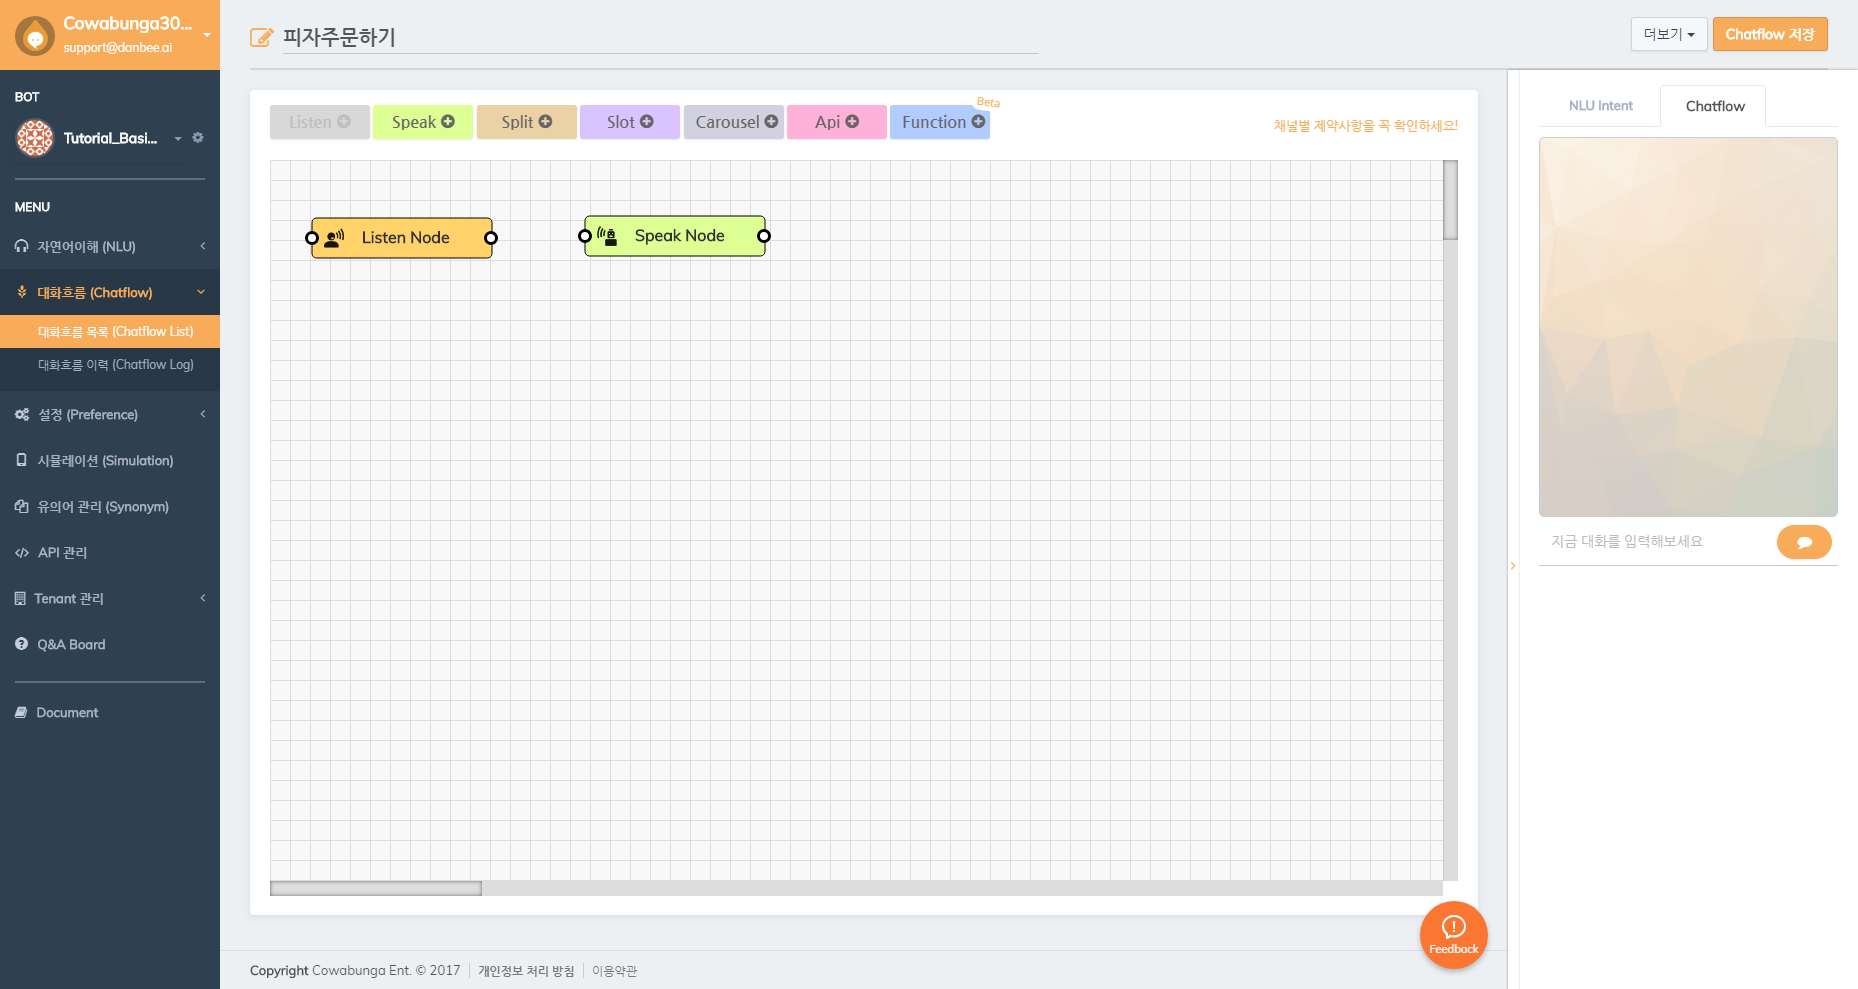 Cowabunga30...
support@danbee.ai
BOT
Tutorial_Basi...
MENU
자연어이해 (NLU)
대화흐름 (Chatflow)
대화흐름 목록 (Chatflow List)
대화흐름 이력 (Chatflow Log)
설정 (Preference)
시뮬레이션 (Simulation)
유의어 관리 (Synonym)
API 관리
Tenant 관리
Q&A Board
Document
피자주문하기
더보기
Chatflow 저장
Listen
Speak
Split
Slot
Carousel
Api
Function
Beta
채널별 제약사항을 꼭 확인하세요!
Listen Node
Speak Node
NLU Intent
Chatflow
지금 대화를 입력해보세요
Feedback
Copyright Cowabunga Ent. © 2017
개인정보 처리 방침
이용약관